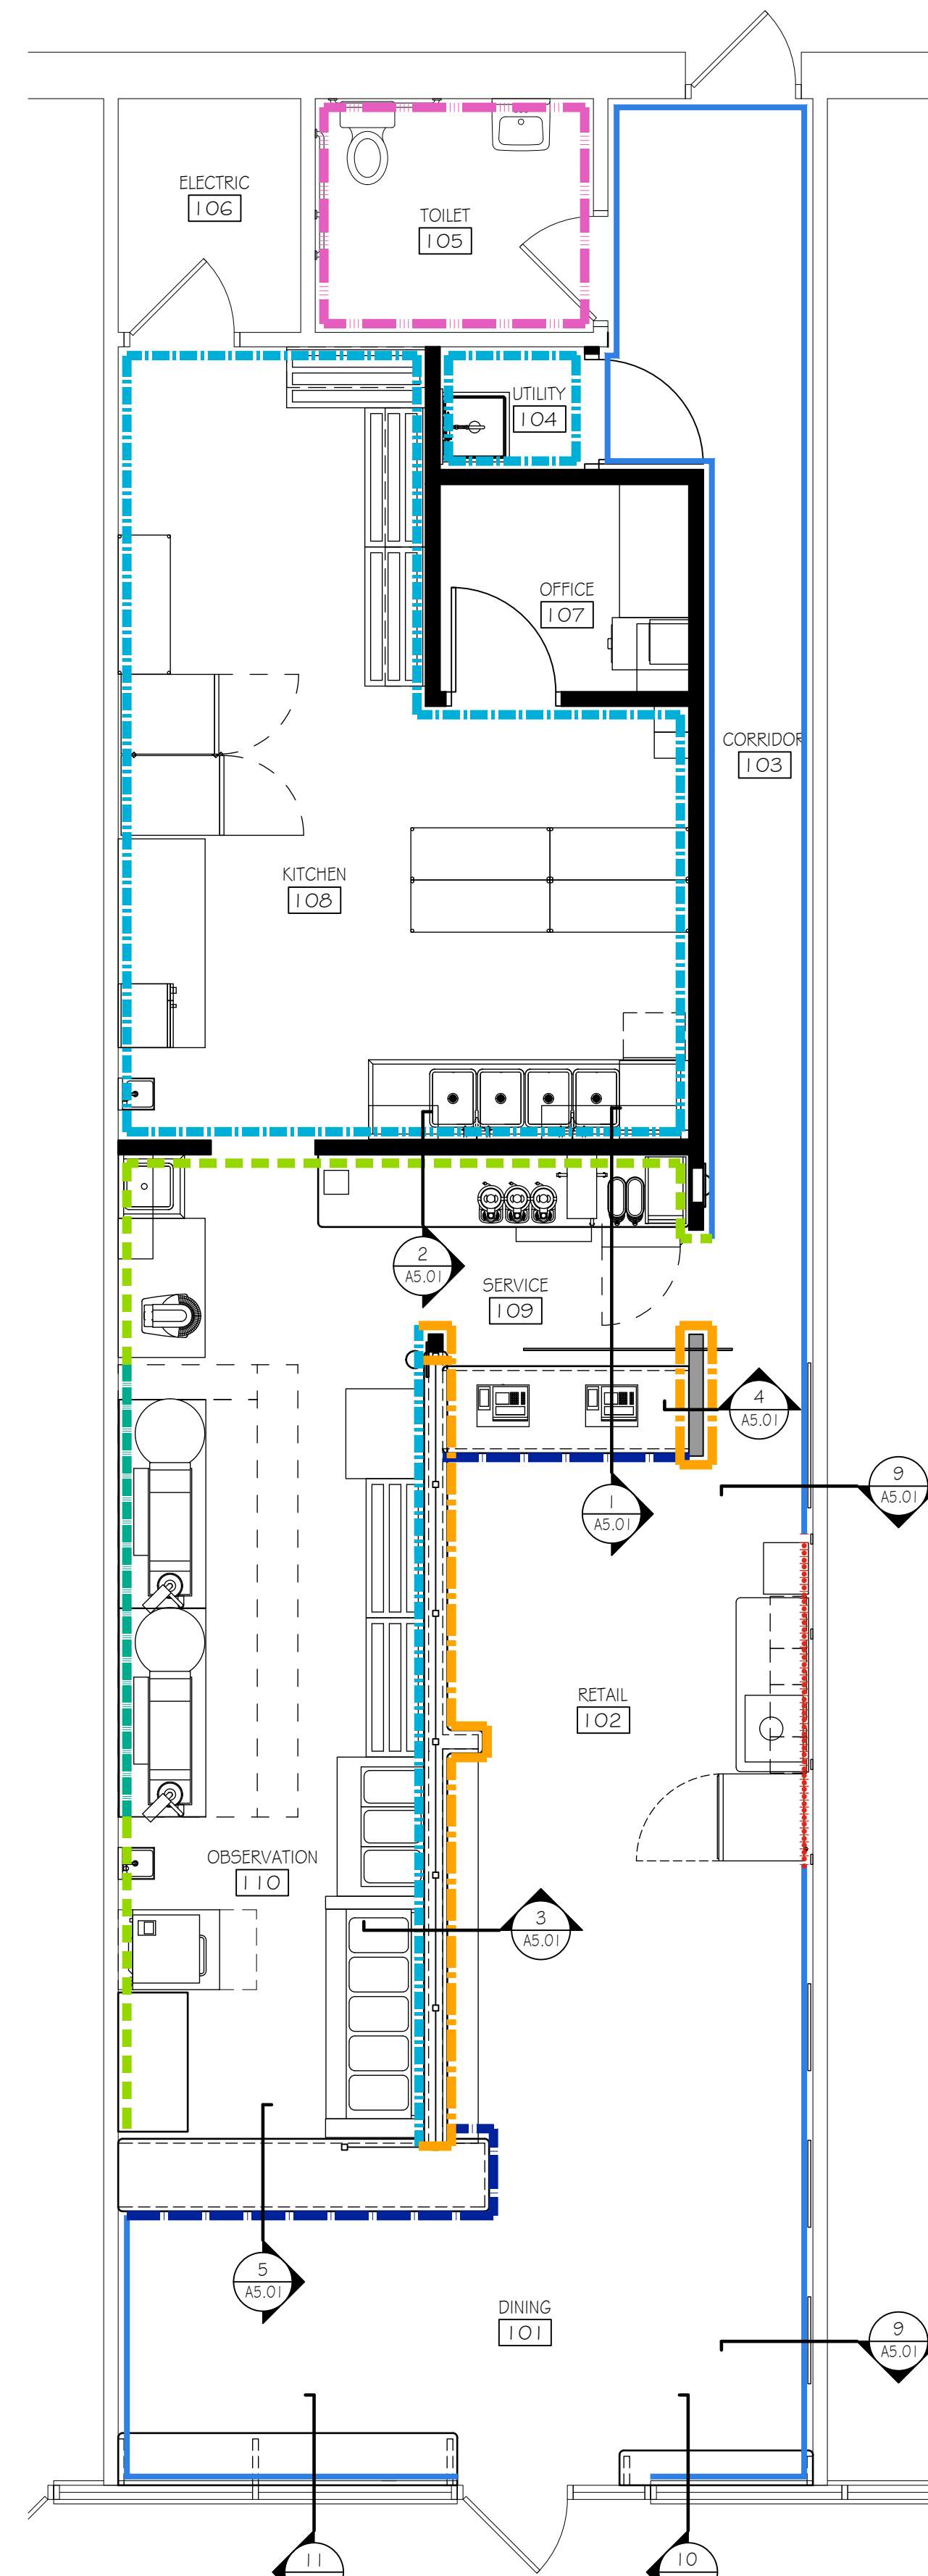 ELECTRIC
106
TOILET
105
UTILITY
104
OFFICE
107
CORRIDOR
103
KITCHEN
108
2
A5.01
SERVICE
109
4
A5.01
9
A5.01
1
A5.01
RETAIL
102
OBSERVATION
110
3
A5.01
5
A5.01
DINING
101
9
A5.01
11
10